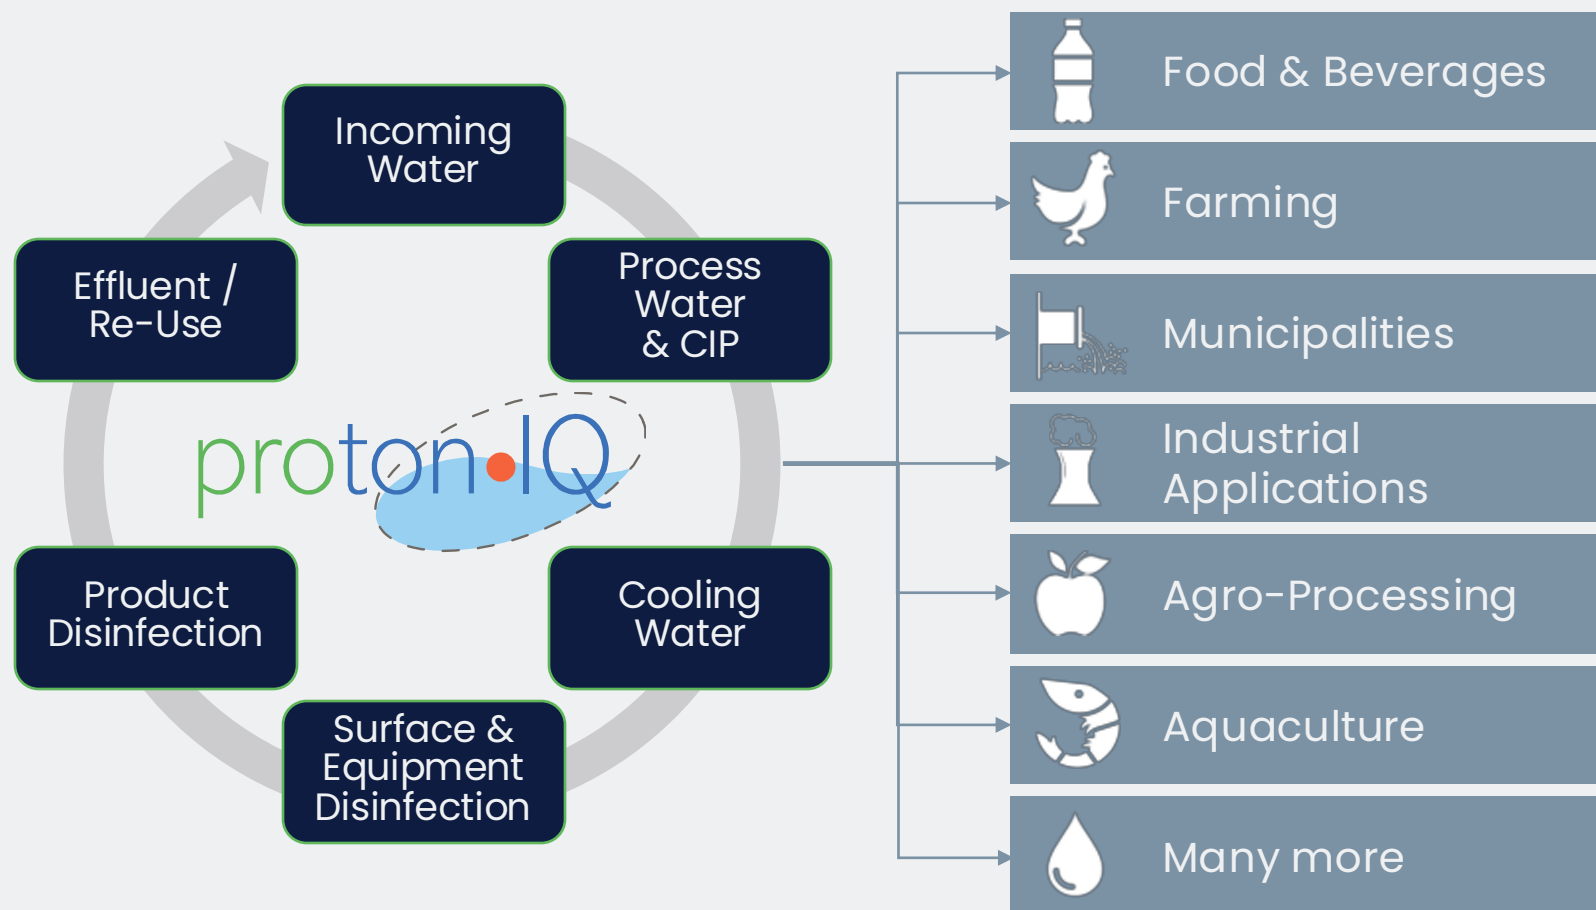 Incoming
Water
Process
Water
& CIP
Cooling
Water
Surface &
Equipment
Disinfection
Product
Disinfection
Effluent /
Re-Use
proton•IQ
Food & Beverages
Farming
Municipalities
Industrial
Applications
Agro-Processing
Aquaculture
Many more